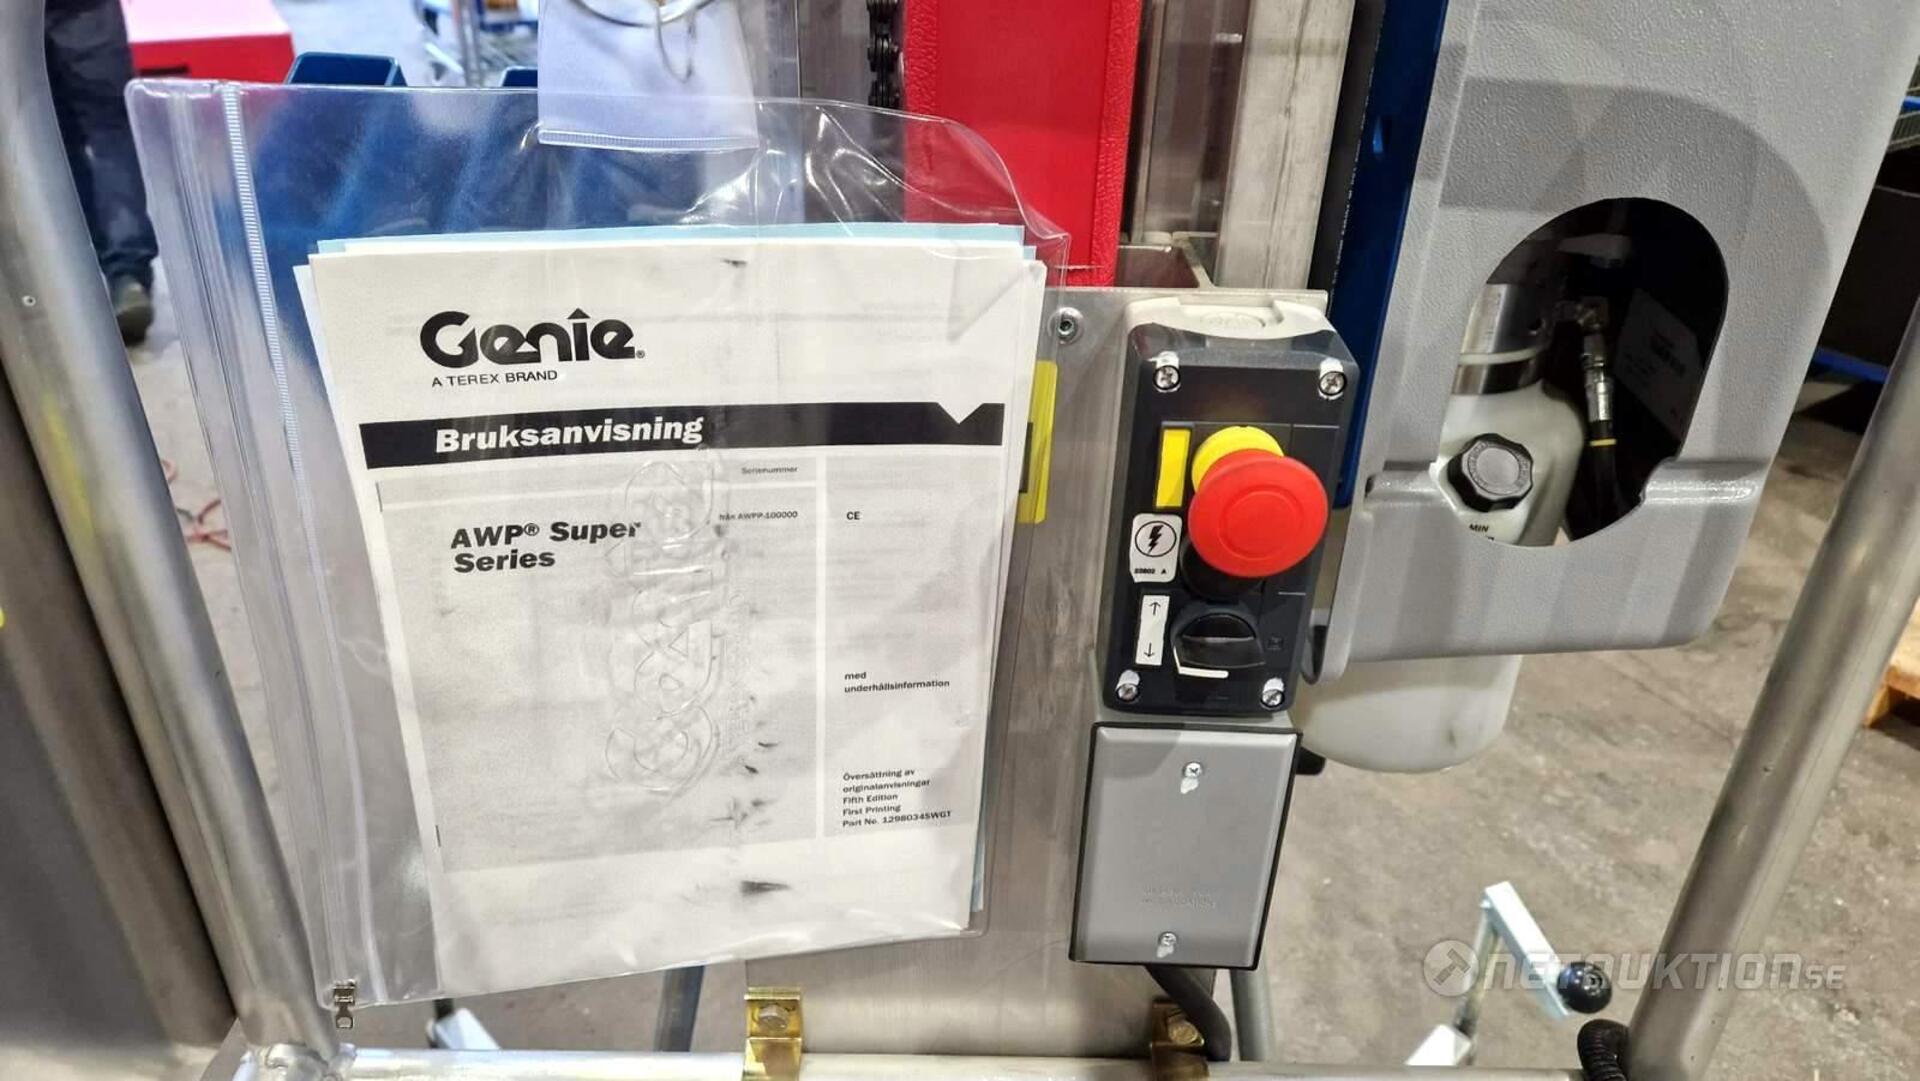 Genie®
A TEREX BRAND
Bruksanvisning
Serienummer
från AWPP-100000
CE
AWP® Super
Series
med
underhållsinformation
Översättning av
originalanvisningar
Fifth Edition
First Printing
Part No. 1298034SWGT
82602 A
↑
↓
MIN
NETAUKTION.SE